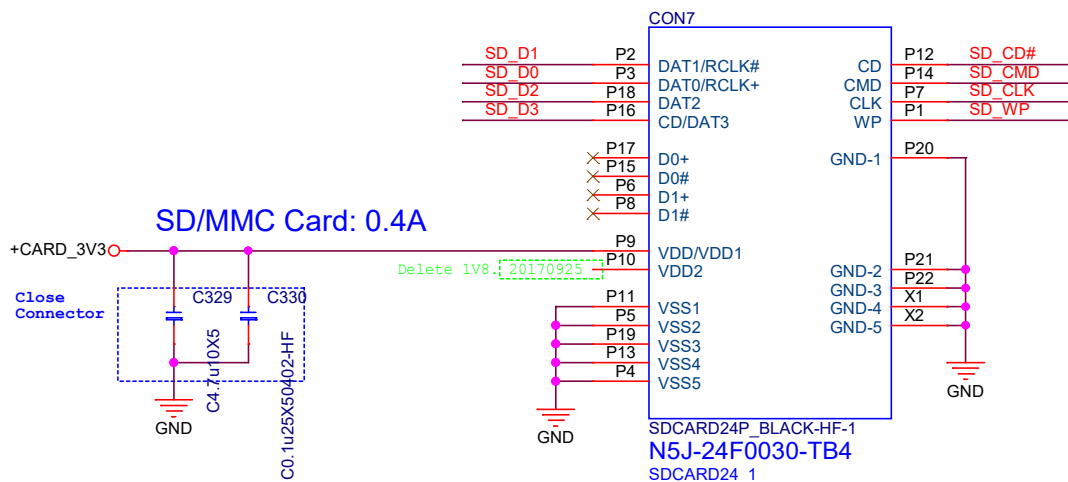 CON7
SD_D1 P2 DAT1/RCLK# CD P12 SD_CD#
SD_D0 P3 DAT0/RCLK+ CMD P14 SD_CMD
SD_D2 P18 DAT2 CLK P7 SD_CLK
SD_D3 P16 CD/DAT3 WP P1 SD_WP
P17 D0+ GND-1 P20
P15 D0#
P6 D1+
P8 D1#
SD/MMC Card: 0.4A
+CARD_3V3 P9 VDD/VDD1
Delete 1V8. 20170925 P10 VDD2 GND-2 P21
GND-3 P22
Close
Connector
C329
C330
C4.7u10X5
C0.1u25X50402-HF
P11 VSS1 GND-4 X1
P5 VSS2 GND-5 X2
P19 VSS3
P13 VSS4
P4 VSS5
GND
GND
GND
SDCARD24P_BLACK-HF-1
N5J-24F0030-TB4
SDCARD24_1